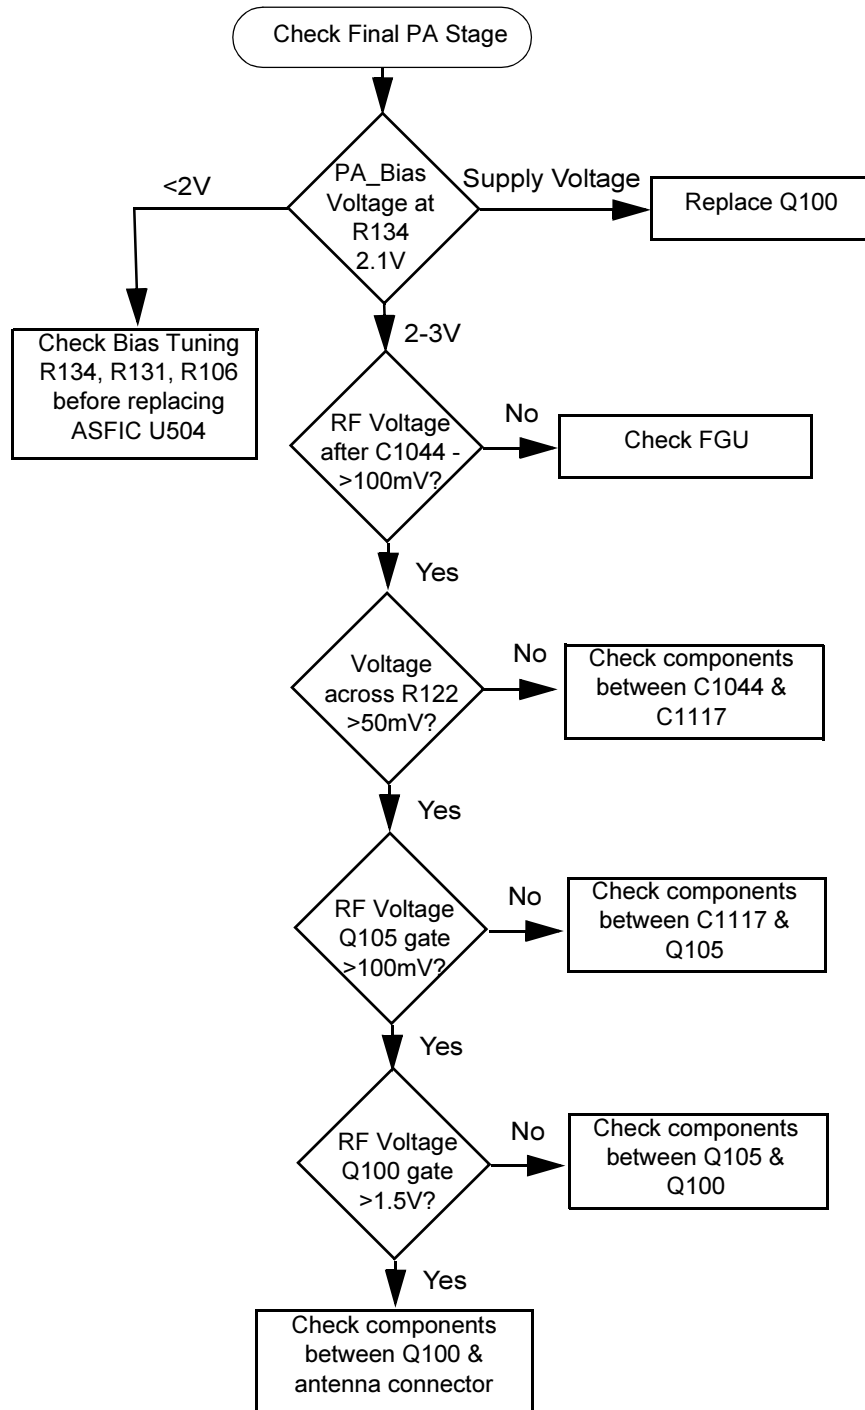 Check Final PA Stage
PA_Bias
Voltage at
R134
2.1V
<2V
Supply Voltage
Replace Q100
2-3V
Check Bias Tuning
R134, R131, R106
before replacing
ASFIC U504
RF Voltage
after C1044 -
>100mV?
No
Check FGU
Yes
Voltage
across R122
>50mV?
No
Check components
between C1044 &
C1117
Yes
RF Voltage
Q105 gate
>100mV?
No
Check components
between C1117 &
Q105
Yes
RF Voltage
Q100 gate
>1.5V?
No
Check components
between Q105 &
Q100
Yes
Check components
between Q100 &
antenna connector